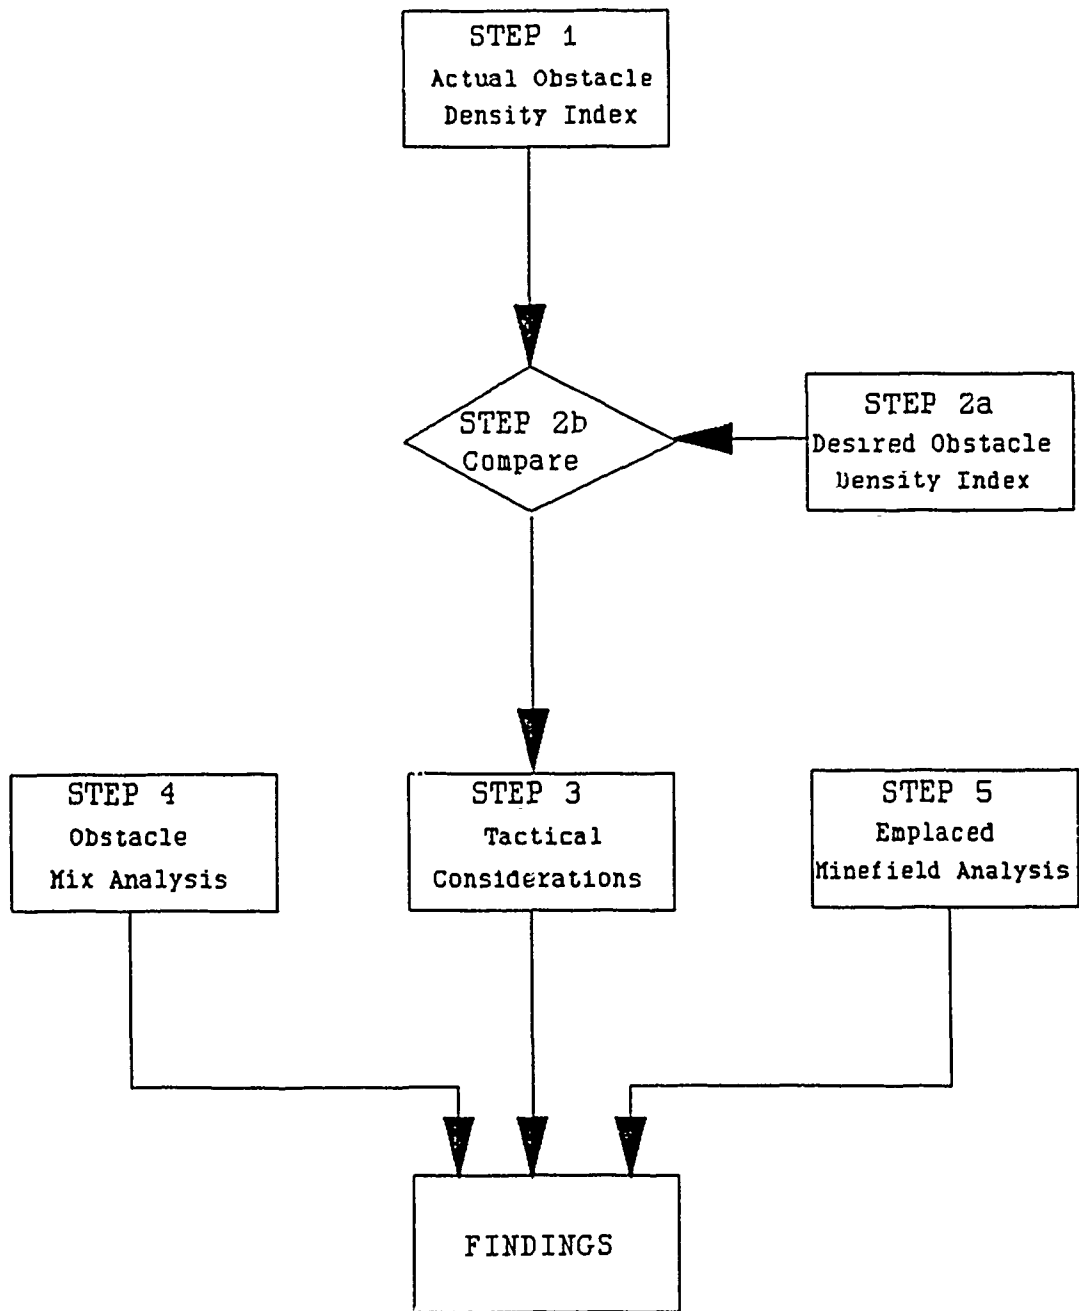 STEP 1
Actual Obstacle
Density Index
STEP 2b
Compare
STEP 2a
Desired Obstacle
Density Index
STEP 4
Obstacle
Mix Analysis
STEP 3
Tactical
Considerations
STEP 5
Emplaced
Minefield Analysis
FINDINGS